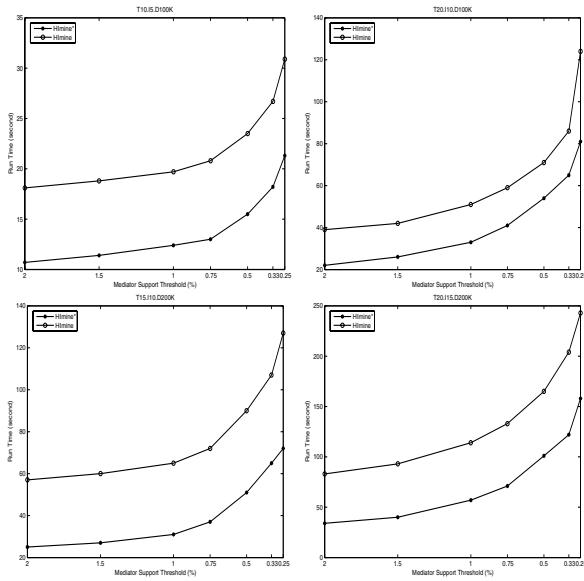 T10.I5.D100K
35
30
25
20
15
10
Run Time (second)
HImine*
HImine
2 1.5 1 0.75 0.5 0.330.25
Mediator Support Threshold (%)
T20.I10.D100K
140
120
100
80
60
40
20
Run Time (second)
HImine*
HImine
2 1.5 1 0.75 0.5 0.330.2
Mediator Support Threshold (%)
T15.I10.D200K
140
120
100
80
60
40
20
Run Time (second)
HImine*
HImine
2 1.5 1 0.75 0.5 0.330.25
Mediator Support Threshold (%)
T20.I15.D200K
250
200
150
100
50
0
Run Time (second)
HImine*
HImine
2 1.5 1 0.75 0.5 0.330.2
Mediator Support Threshold (%)